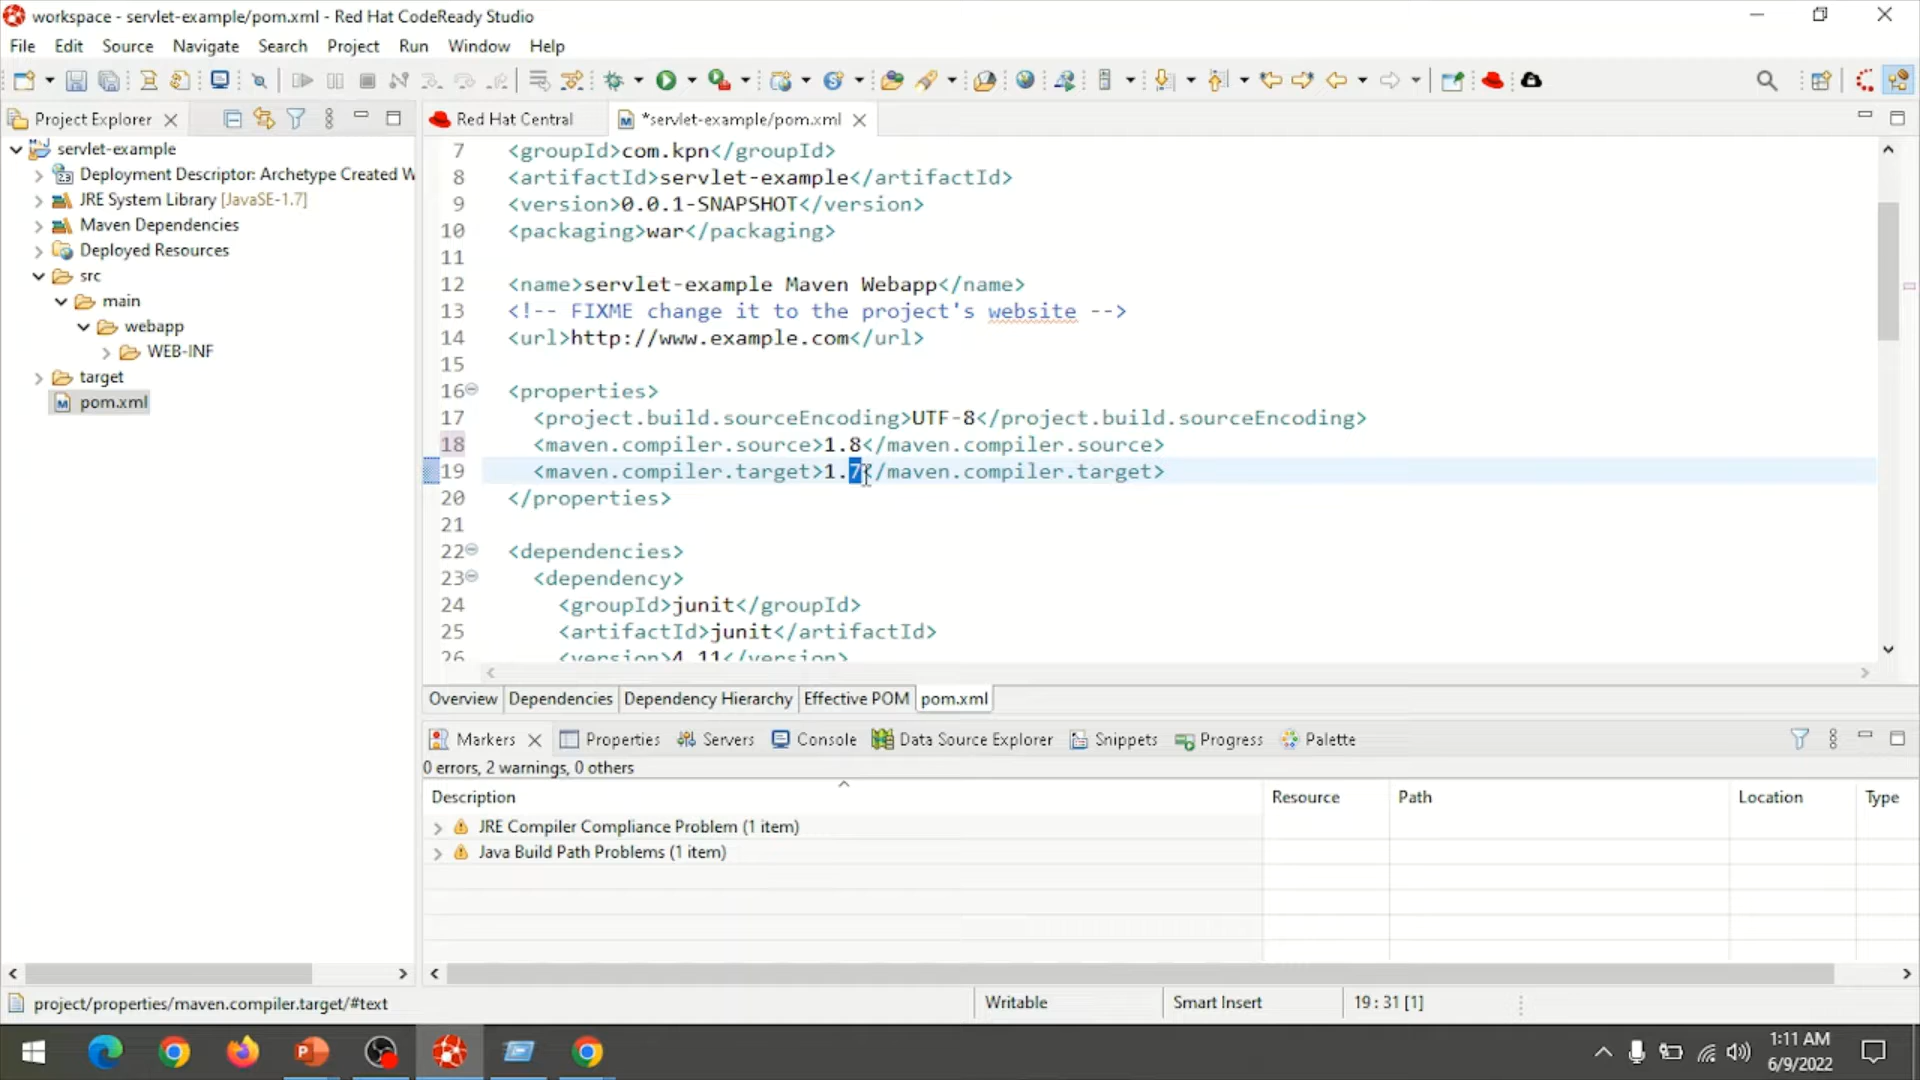 workspace - servlet-example/pom.xml - Red Hat CodeReady Studio
File Edit Source Navigate Search Project Run Window Help
Project Explorer
Red Hat Central
*servlet-example/pom.xml
servlet-example
Deployment Descriptor: Archetype Created W
JRE System Library [JavaSE-1.7]
Maven Dependencies
Deployed Resources
src
main
webapp
WEB-INF
target
pom.xml
7 <groupId>com.kpn</groupId>
8 <artifactId>servlet-example</artifactId>
9 <version>0.0.1-SNAPSHOT</version>
10 <packaging>war</packaging>
11
12 <name>servlet-example Maven Webapp</name>
13 <!-- FIXME change it to the project's website -->
14 <url>http://www.example.com</url>
15
16 <properties>
17 <project.build.sourceEncoding>UTF-8</project.build.sourceEncoding>
18 <maven.compiler.source>1.8</maven.compiler.source>
19 <maven.compiler.target>1.7</maven.compiler.target>
20 </properties>
21
22 <dependencies>
23 <dependency>
24 <groupId>junit</groupId>
25 <artifactId>junit</artifactId>
26 <version>4.11</version>
Overview Dependencies Dependency Hierarchy Effective POM pom.xml
Markers Properties Servers Console Data Source Explorer Snippets Progress Palette
0 errors, 2 warnings, 0 others
Description Resource Path Location Type
JRE Compiler Compliance Problem (1 item)
Java Build Path Problems (1 item)
project/properties/maven.compiler.target/#text
Writable Smart Insert 19 : 31 [1]
1:11 AM
6/9/2022